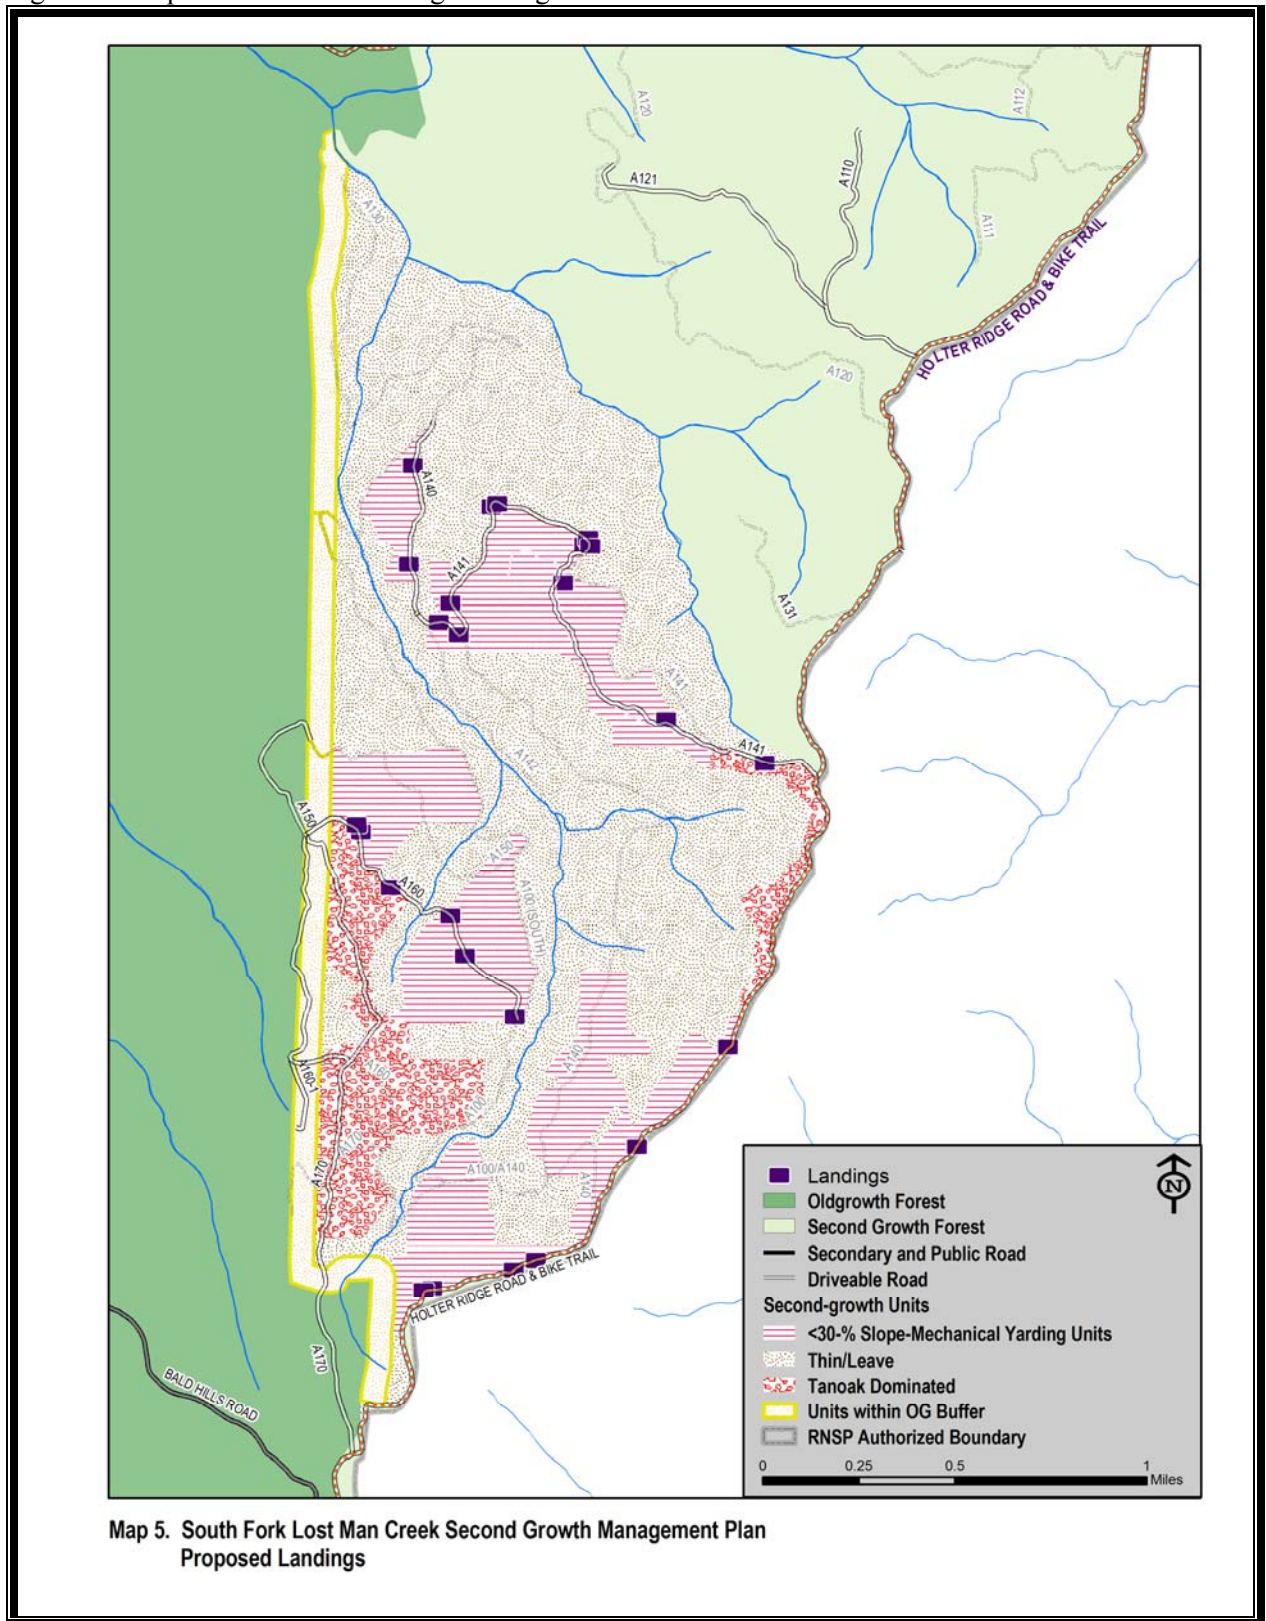 A120
A112
A121
A110
A130
A111
HOLTER RIDGE ROAD & BIKE TRAIL
A120
A140
A141
A131
A141
A141
A142
A150
A150
A160
A100 (SOUTH)
A140
A160
A160-1
A100
A170
A170
A100/A140
A140
HOLTER RIDGE ROAD & BIKE TRAIL
A170
BALD HILLS ROAD
N
Landings
Oldgrowth Forest
Second Growth Forest
Secondary and Public Road
Driveable Road
Second-growth Units
<30-% Slope-Mechanical Yarding Units
Thin/Leave
Tanoak Dominated
Units within OG Buffer
RNSP Authorized Boundary
0 0.25 0.5 1
Miles
Map 5. South Fork Lost Man Creek Second Growth Management Plan
Proposed Landings